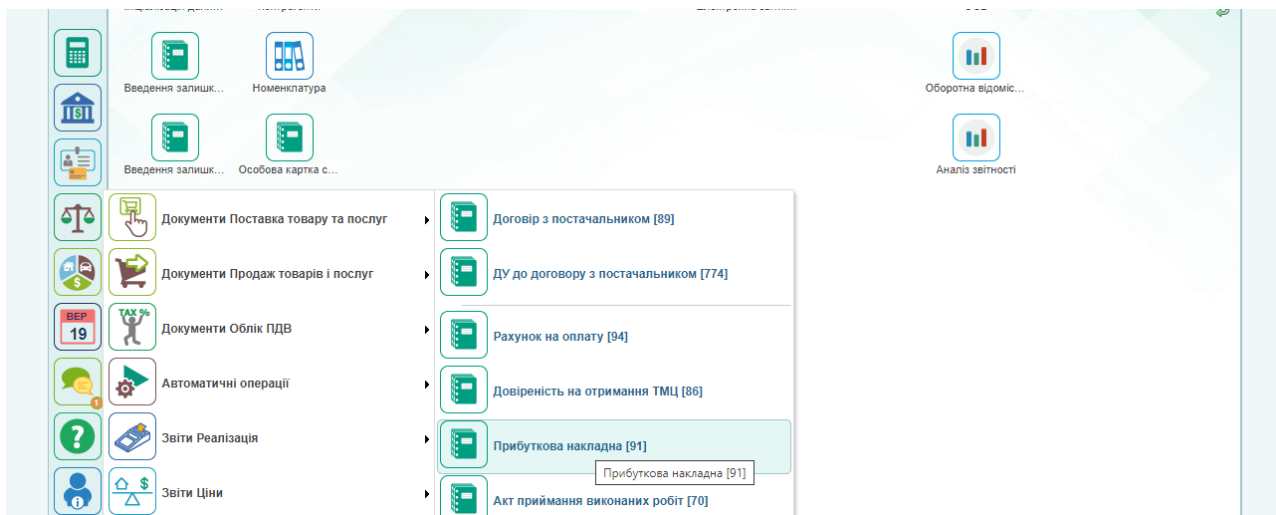 Введення залишк...
Номенклатура
Оборотна відоміс...
Введення залишк...
Особова картка с...
Аналіз звітності
Документи Поставка товару та послуг
Договір з постачальником [89]
Документи Продаж товарів і послуг
ДУ до договору з постачальником [774]
ВЕР
19
TAX %
Документи Облік ПДВ
Рахунок на оплату [94]
1
Автоматичні операції
Довіреність на отримання ТМЦ [86]
Звіти Реалізація
Прибуткова накладна [91]
Прибуткова накладна [91]
Звіти Ціни
Акт приймання виконаних робіт [70]